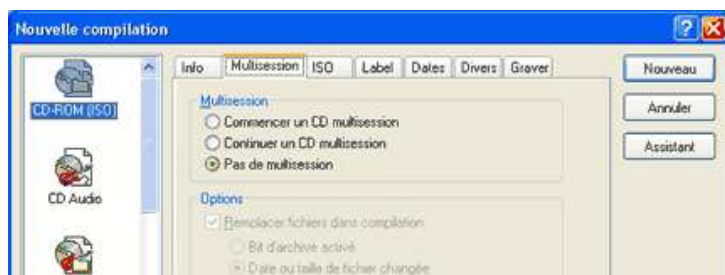 Nouvelle compilation
CD-ROM (ISO)
CD Audio
Info Multisession ISO Label Dates Divers Graver
Multisession
Commencer un CD multisession
Continuer un CD multisession
Pas de multisession
Options
Remplacer fichiers dans compilation
Bit d'archive activé
Date ou taille de fichier changée
Nouveau
Annuler
Assistant